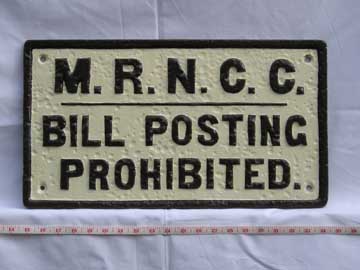 M. R. N. C. C.
BILL POSTING
PROHIBITED.